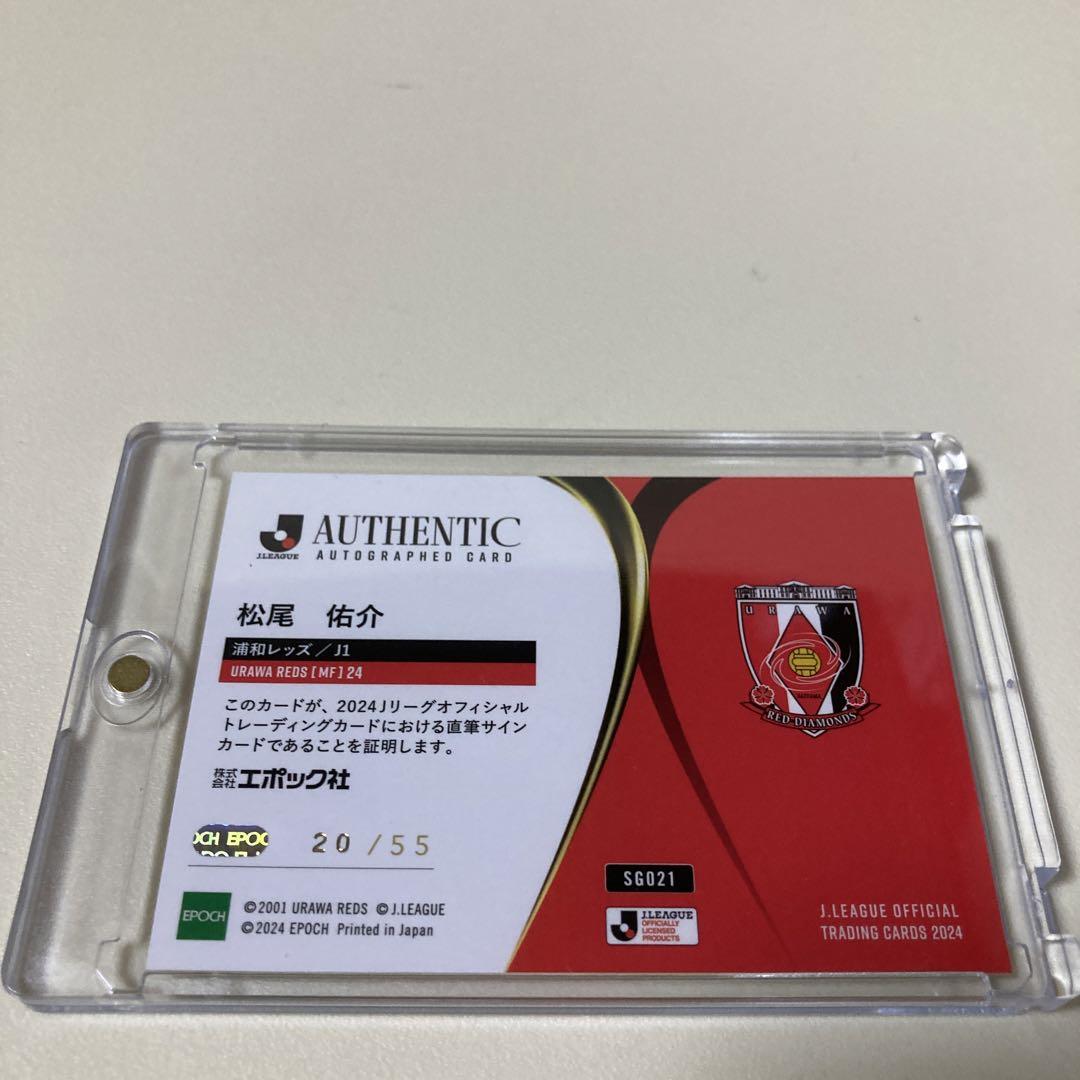 J.LEAGUE
AUTHENTIC
AUTOGRAPHED CARD
松尾 佑介
浦和レッズ/J1
URAWA REDS [MF] 24
このカードが、2024Jリーグオフィシャル
トレーディングカードにおける直筆サイン
カードであることを証明します。
株式会社エポック社
OCH EPOC
20/55
EPOCH
©2001 URAWA REDS ©J.LEAGUE
©2024 EPOCH Printed in Japan
URAWA
SAITAMA
RED-DIAMONDS
SG021
J.LEAGUE
OFFICIALLY
LICENSED
PRODUCTS
J.LEAGUE OFFICIAL
TRADING CARDS 2024